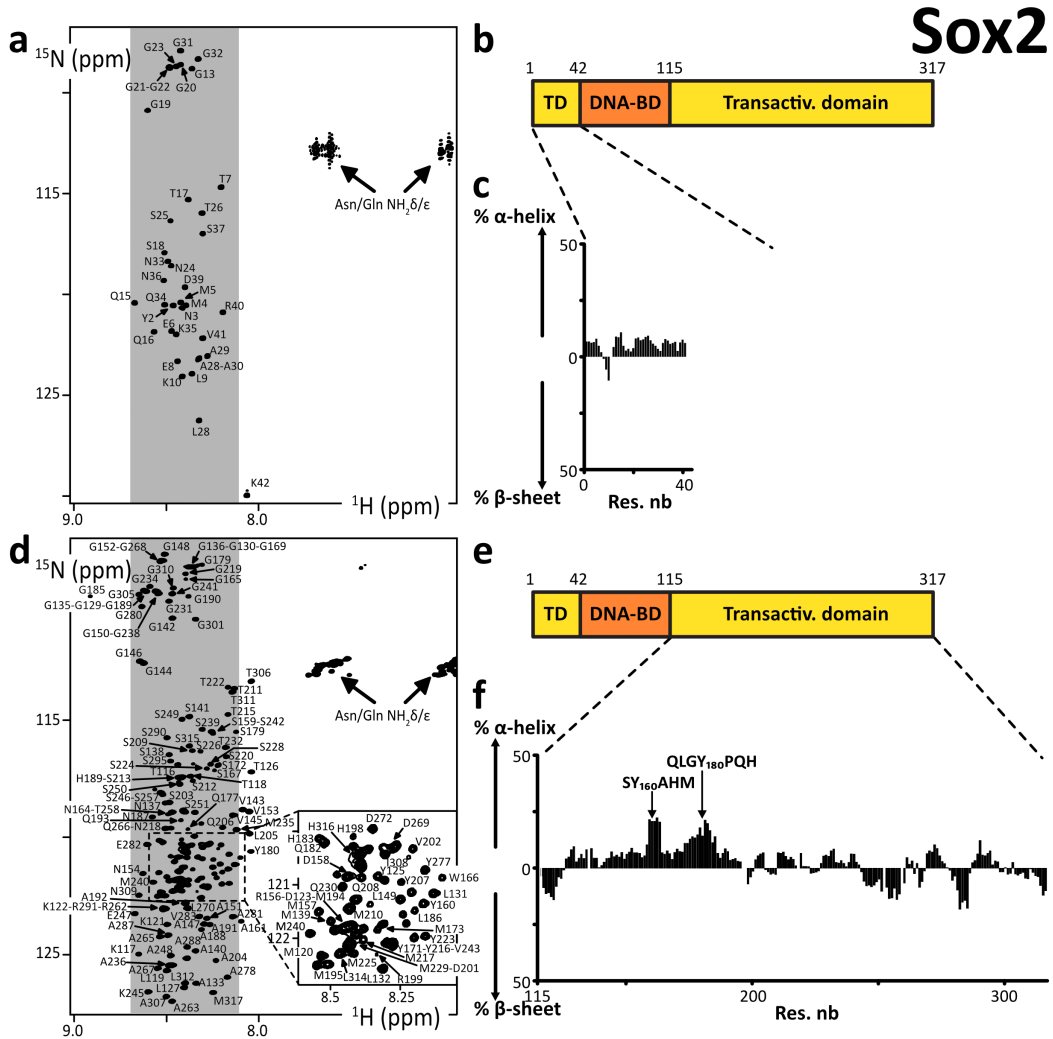 Sox2
a
¹⁵N (ppm)
G31
G23
G32
G13
G21-G22
G20
G19
115
T7
T17
T26
S25
S37
S18
N33
N24
N36
D39
M5
Q15
Q34
M4
R40
Y2
N3
E6
K35
Q16
V41
A29
E8
A28-A30
K10
L9
125
L28
K42
Asn/Gln NH₂δ/ε
¹H (ppm)
9.0
8.0
b
1
42
115
317
TD
DNA-BD
Transactiv. domain
c
% α-helix
50
0
50
% β-sheet
0
40
Res. nb
d
¹⁵N (ppm)
G152-G268
G148
G136-G130-G169
G310
G179
G219
G234
G165
G185
G305
G241
G190
G135-G129-G189
G231
G280
G142
G301
G150-G238
G146
G144
T306
T222
T211
T311
T215
S141
S249
115
S239
S159-S242
S290
S179
S315
T232
S209
S226
S228
S138
S220
S295
S224
T126
T116
S167
H189-S213
T118
S250
S212
S246-S257
S203
Q177
N137
S251
V143
N164-T258
V153
N187
Q206
V145
M235
Q193
Q266-N218
L205
E282
Y180
N154
M240
N309
A192
K122-R291-R262
L270
A151
E247
V283
A281
K121
A147
A191
A161
A287
A188
A265
A288
K117
A140
A248
A204
125
A236
A267
L119
L312
A278
A133
L127
K245
M317
A307
A263
Asn/Gln NH₂δ/ε
D272
H316
H198
D269
H183
Q182
V202
D158
T308
Y277
Y125
W166
Y207
121
Q230
Q208
L131
R156-D123-M194
L149
Y160
M157
M210
L186
M139
M173
M240
122
Y223
Y171-Y216-V243
M217
M120
M225
M229-D201
M195
L314
L132
R199
8.5
8.25
¹H (ppm)
9.0
8.0
e
1
42
115
317
TD
DNA-BD
Transactiv. domain
f
% α-helix
50
QLGY₁₈₀PQH
SY₁₆₀AHM
0
50
% β-sheet
115
200
300
Res. nb